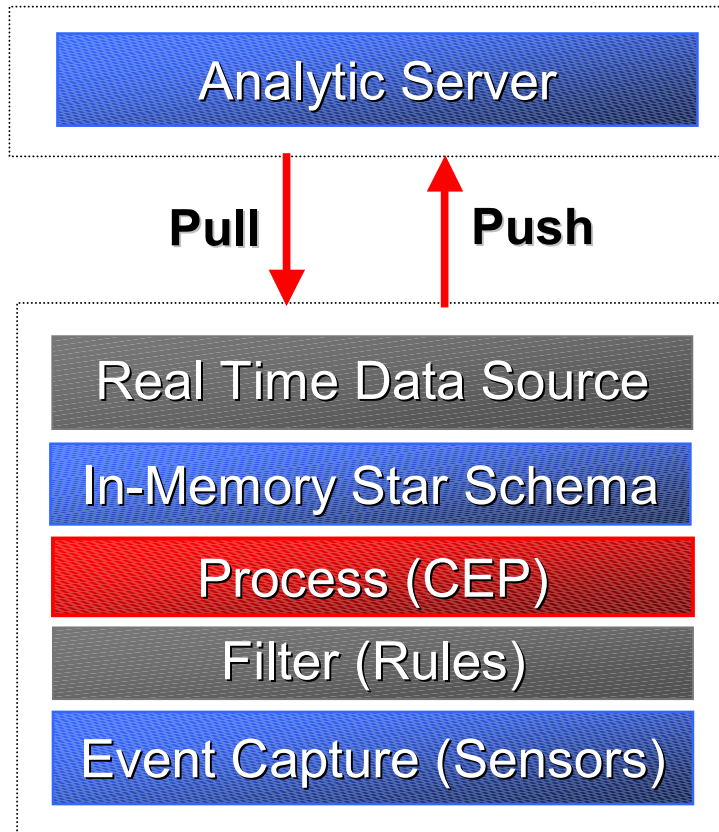 Analytic Server
Pull
Push
Real Time Data Source
In-Memory Star Schema
Process (CEP)
Filter (Rules)
Event Capture (Sensors)